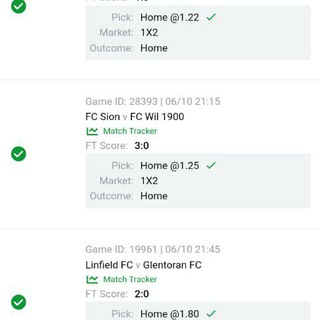 Pick: Home @1.22
Market: 1X2
Outcome: Home
Game ID: 28393 | 06/10 21:15
FC Sion v FC Wil 1900
Match Tracker
FT Score: 3:0
Pick: Home @1.25
Market: 1X2
Outcome: Home
Game ID: 19961 | 06/10 21:45
Linfield FC v Glentoran FC
Match Tracker
FT Score: 2:0
Pick: Home @1.80